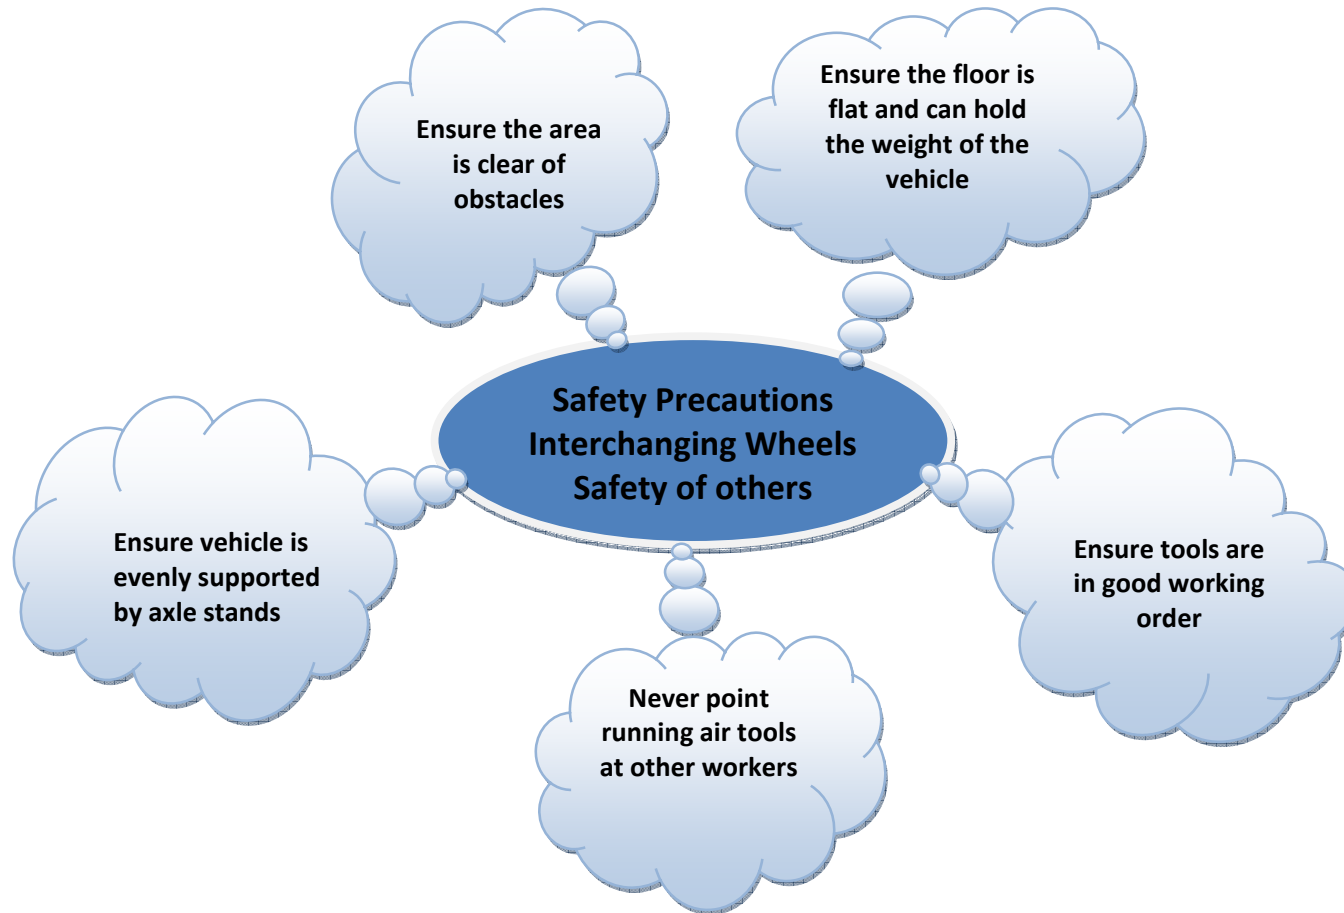 Ensure the area
is clear of
obstacles
Ensure the floor is
flat and can hold
the weight of the
vehicle
Safety Precautions
Interchanging Wheels
Safety of others
Ensure vehicle is
evenly supported
by axle stands
Ensure tools are
in good working
order
Never point
running air tools
at other workers